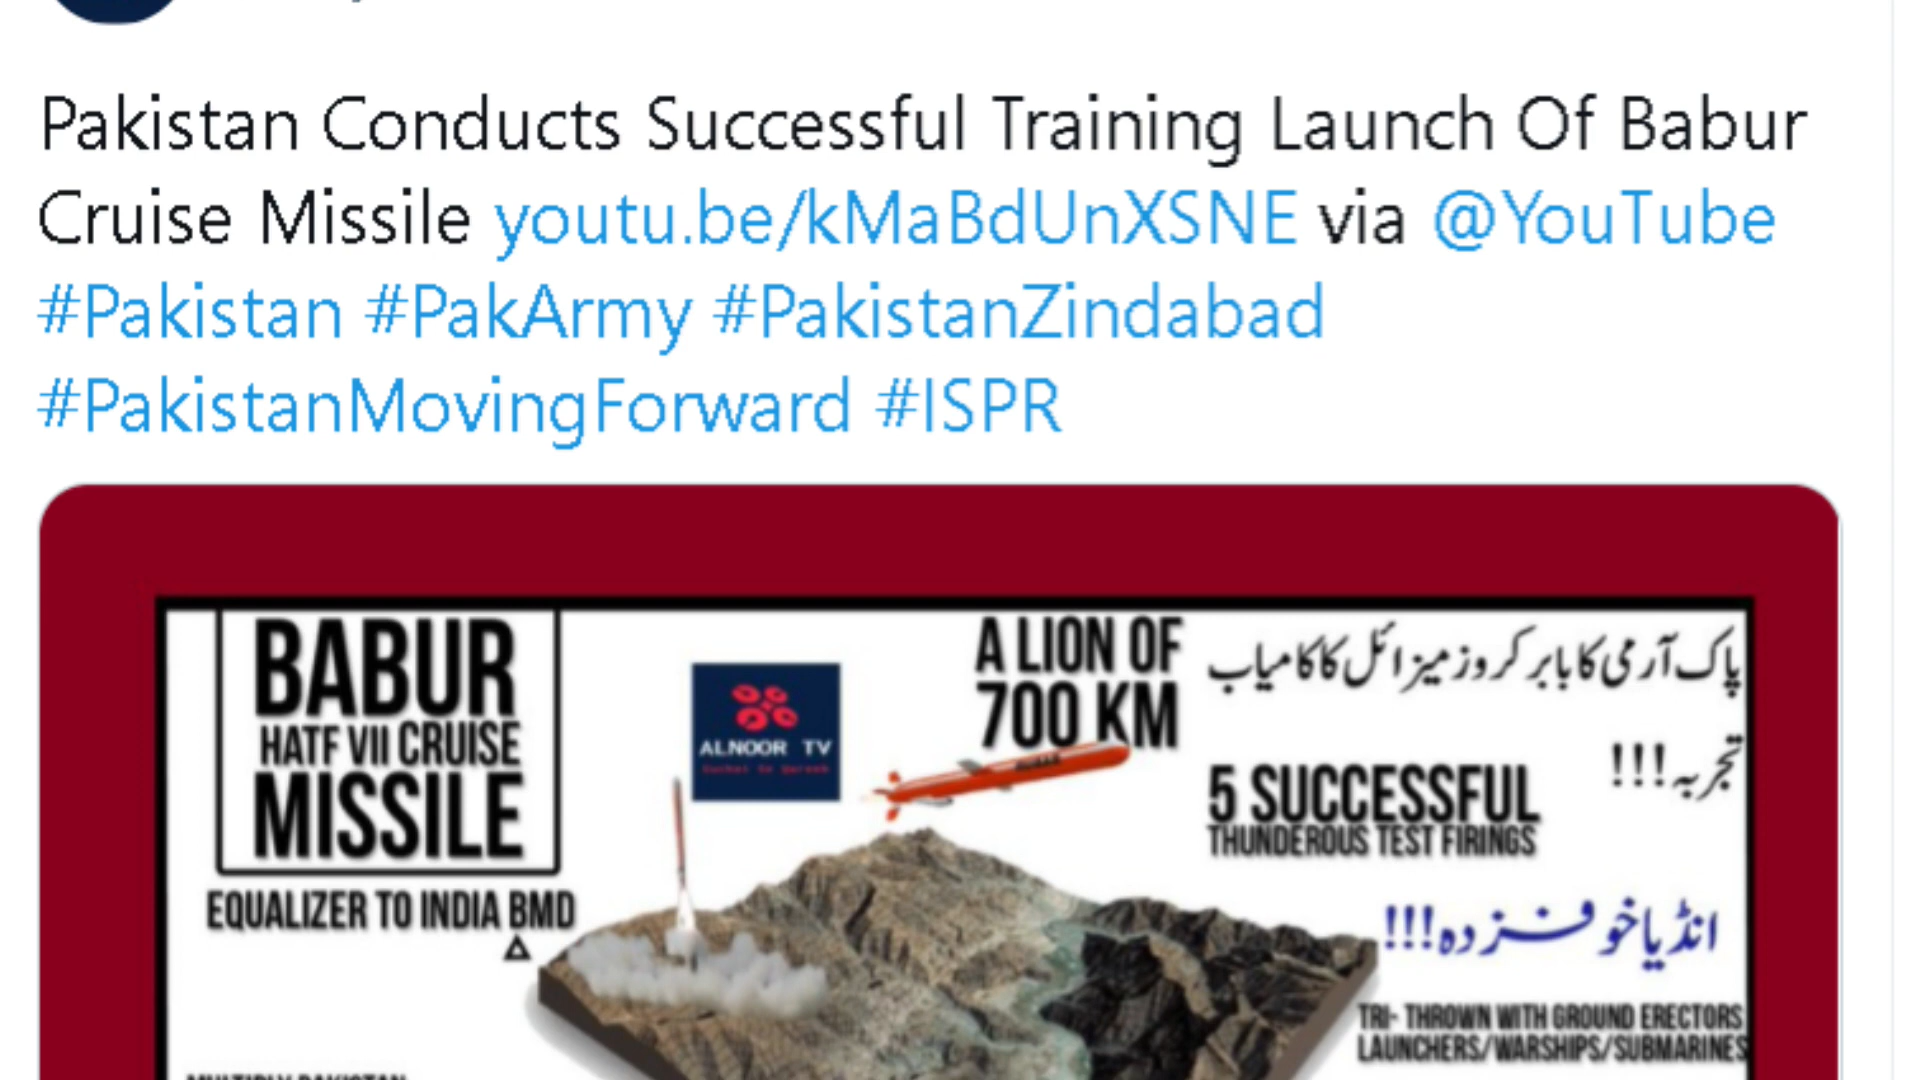 Pakistan Conducts Successful Training Launch Of Babur
Cruise Missile youtu.be/kMaBdUnXSNE via @YouTube
#Pakistan #PakArmy #PakistanZindabad
#PakistanMovingForward #ISPR
BABUR
HATF VII CRUISE
MISSILE
EQUALIZER TO INDIA BMD
ALNOOR TV
A LION OF
700 KM
پاک آرمی کا بابر کروز میزائل کا کامیاب
تجربہ!!!
5 SUCCESSFUL
THUNDEROUS TEST FIRINGS
انڈیا خوفزدہ!!!
TRI- THROWN WITH GROUND ERECTORS
LAUNCHERS/WARSHIPS/SUBMARINES
MULTIPLY PAKISTAN